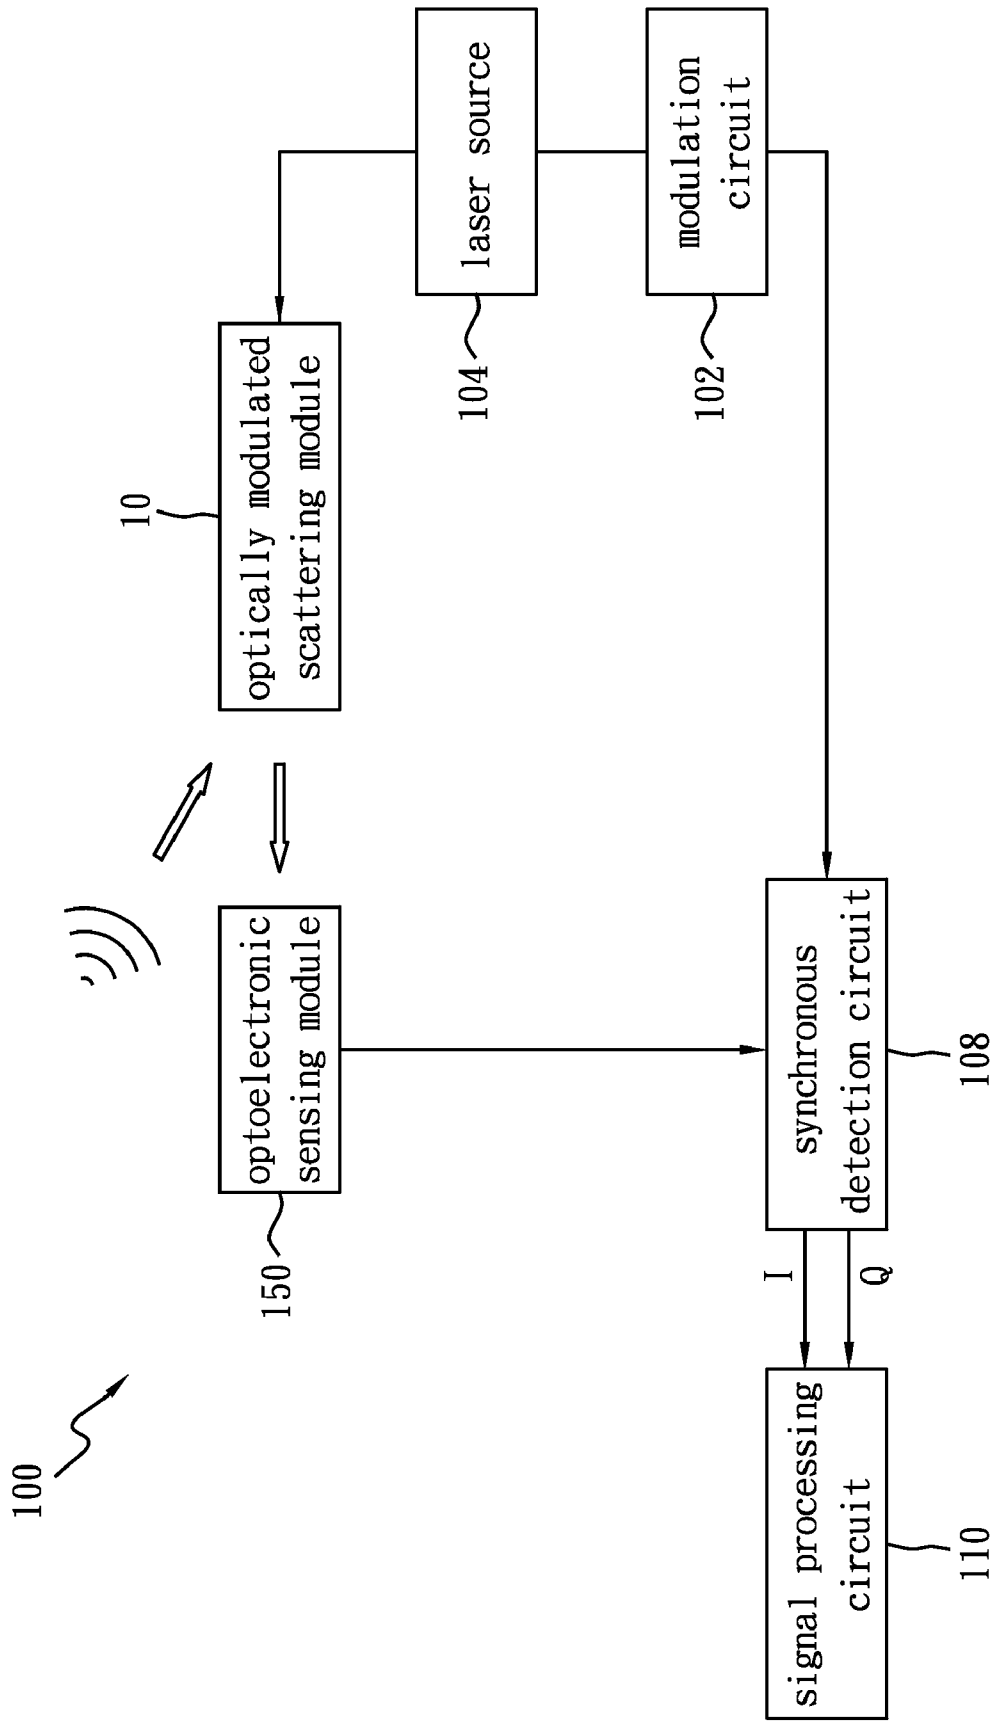 100
10
optically modulated
scattering module
optoelectronic
sensing module
150
laser source
104
modulation
circuit
102
I
Q
signal processing
circuit
110
synchronous
detection circuit
108